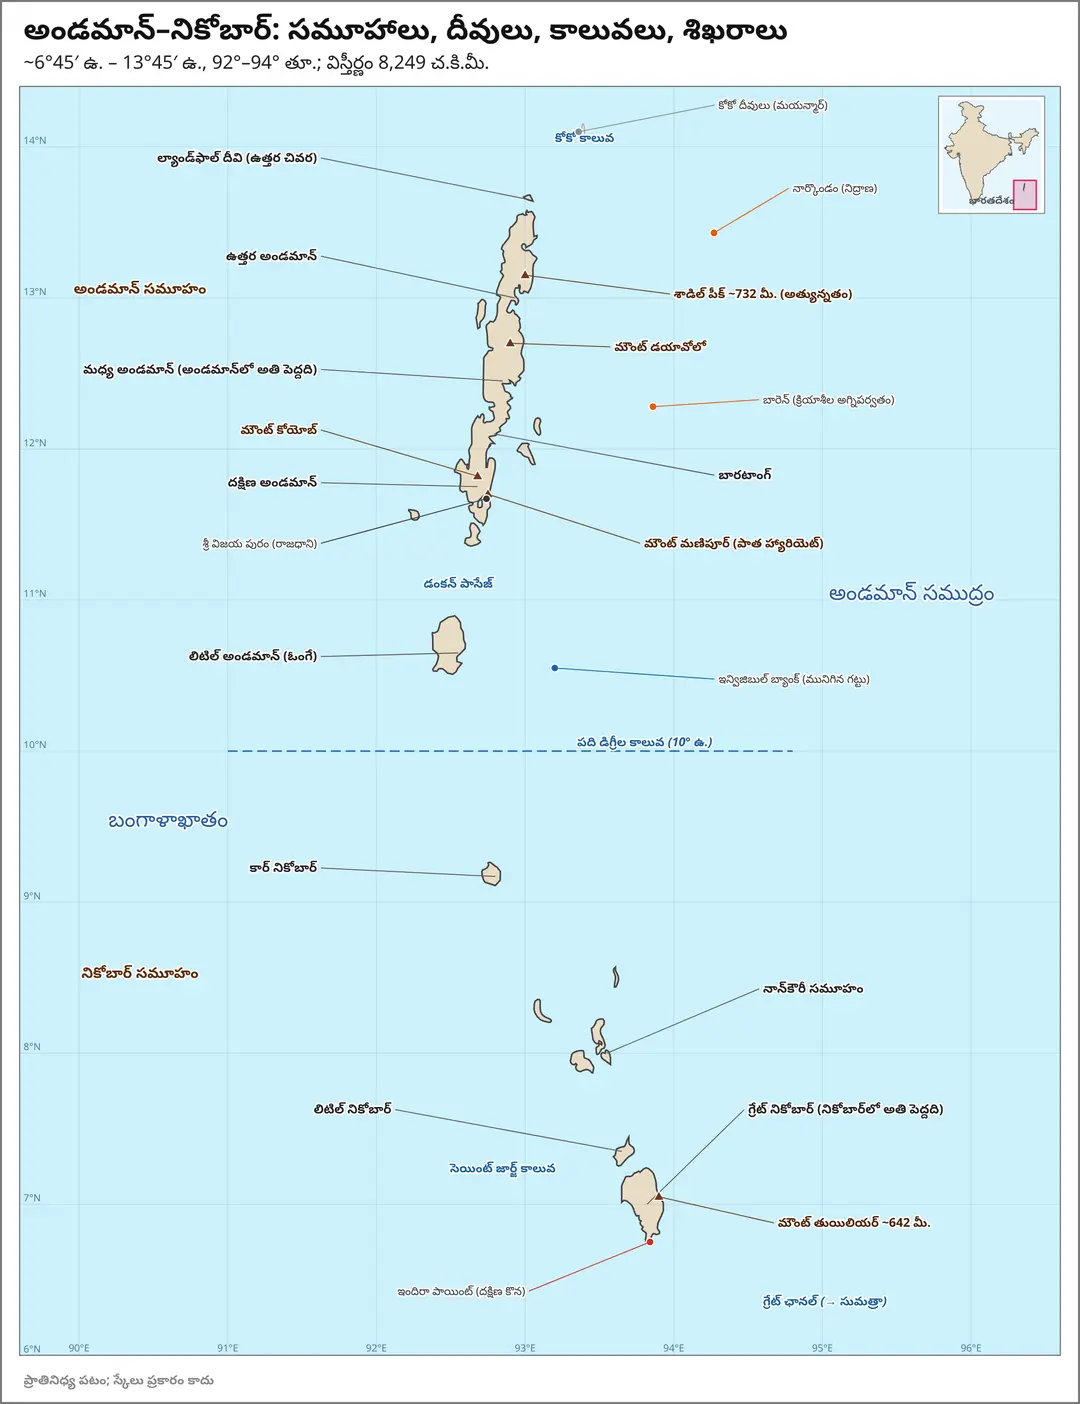 అండమాన్–నికోబార్: సమూహాలు, దీవులు, కాలువలు, శిఖరాలు
~6°45′ ఉ. – 13°45′ ఉ., 92°–94° తూ.; విస్తీర్ణం 8,249 చ.కి.మీ.
కోకో దీవులు (మయన్మార్)
కోకో కాలువ
14°N
ల్యాండ్‌ఫాల్ దీవి (ఉత్తర చివర)
నార్కొండం (నిద్రాణ)
భారతదేశం
ఉత్తర అండమాన్
అండమాన్ సమూహం
13°N
శాడిల్ పీక్ ~732 మీ. (అత్యున్నతం)
మౌంట్ డయావోలో
మధ్య అండమాన్ (అండమాన్‌లో అతి పెద్దది)
బారెన్ (క్రియాశీల అగ్నిపర్వతం)
మౌంట్ కోయోబ్
12°N
బారటాంగ్
దక్షిణ అండమాన్
శ్రీ విజయ పురం (రాజధాని)
మౌంట్ మణిపూర్ (పాత హ్యారియెట్)
డంకన్ పాసేజ్
11°N
అండమాన్ సముద్రం
లిటిల్ అండమాన్ (ఓంగే)
ఇన్విజిబుల్ బ్యాంక్ (మునిగిన గట్టు)
10°N
పది డిగ్రీల కాలువ (10° ఉ.)
బంగాళాఖాతం
కార్ నికోబార్
9°N
నికోబార్ సమూహం
నాన్‌కౌరీ సమూహం
8°N
లిటిల్ నికోబార్
గ్రేట్ నికోబార్ (నికోబార్‌లో అతి పెద్దది)
సెయింట్ జార్జ్ కాలువ
7°N
మౌంట్ తుయిలియర్ ~642 మీ.
ఇందిరా పాయింట్ (దక్షిణ కొన)
గ్రేట్ ఛానల్ (→ సుమత్రా)
6°N 90°E 91°E 92°E 93°E 94°E 95°E 96°E
ప్రాతినిధ్య పటం; స్కేలు ప్రకారం కాదు